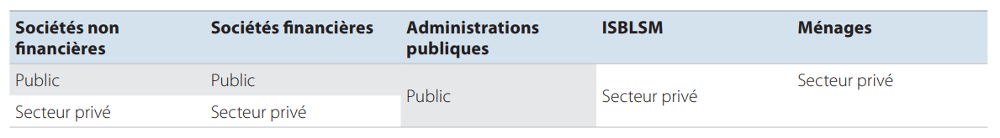 Sociétés non financières Sociétés financières Administrations publiques ISBLSM Ménages
Public Public Public Secteur privé Secteur privé
Secteur privé Secteur privé